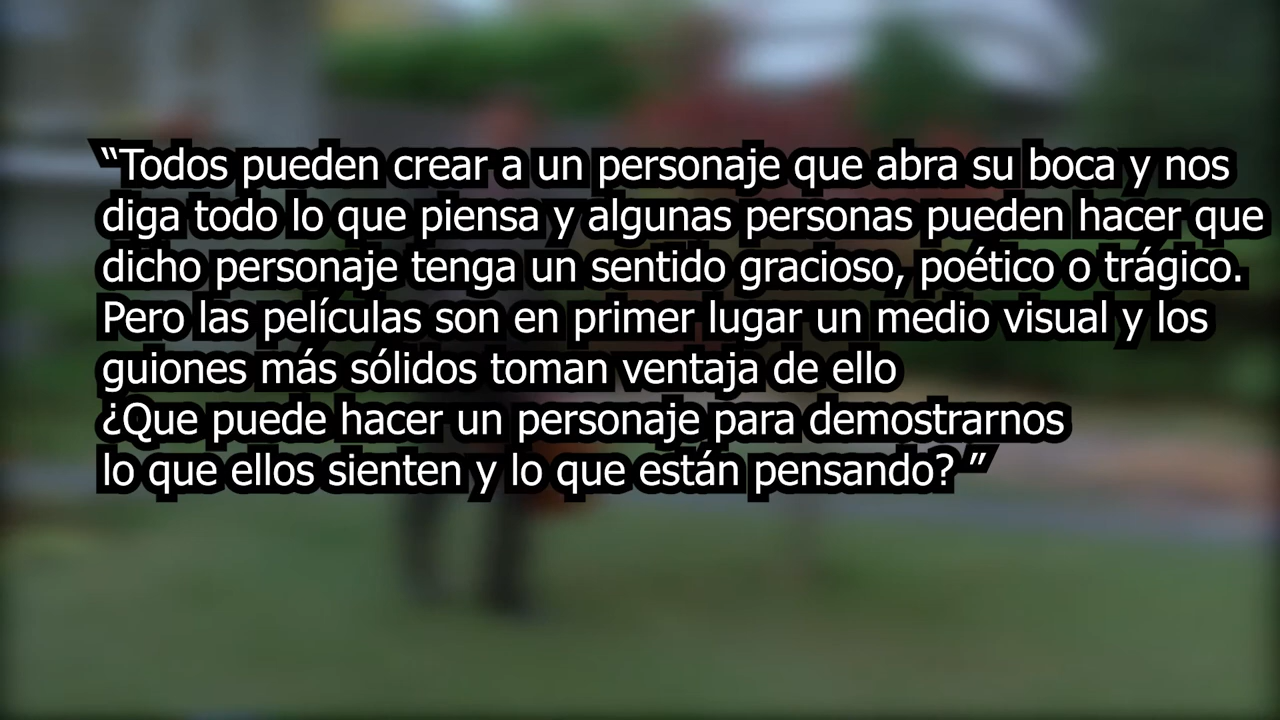 “Todos pueden crear a un personaje que abra su boca y nos
diga todo lo que piensa y algunas personas pueden hacer que
dicho personaje tenga un sentido gracioso, poético o trágico.
Pero las películas son en primer lugar un medio visual y los
guiones más sólidos toman ventaja de ello
¿Que puede hacer un personaje para demostrarnos
lo que ellos sienten y lo que están pensando? ”